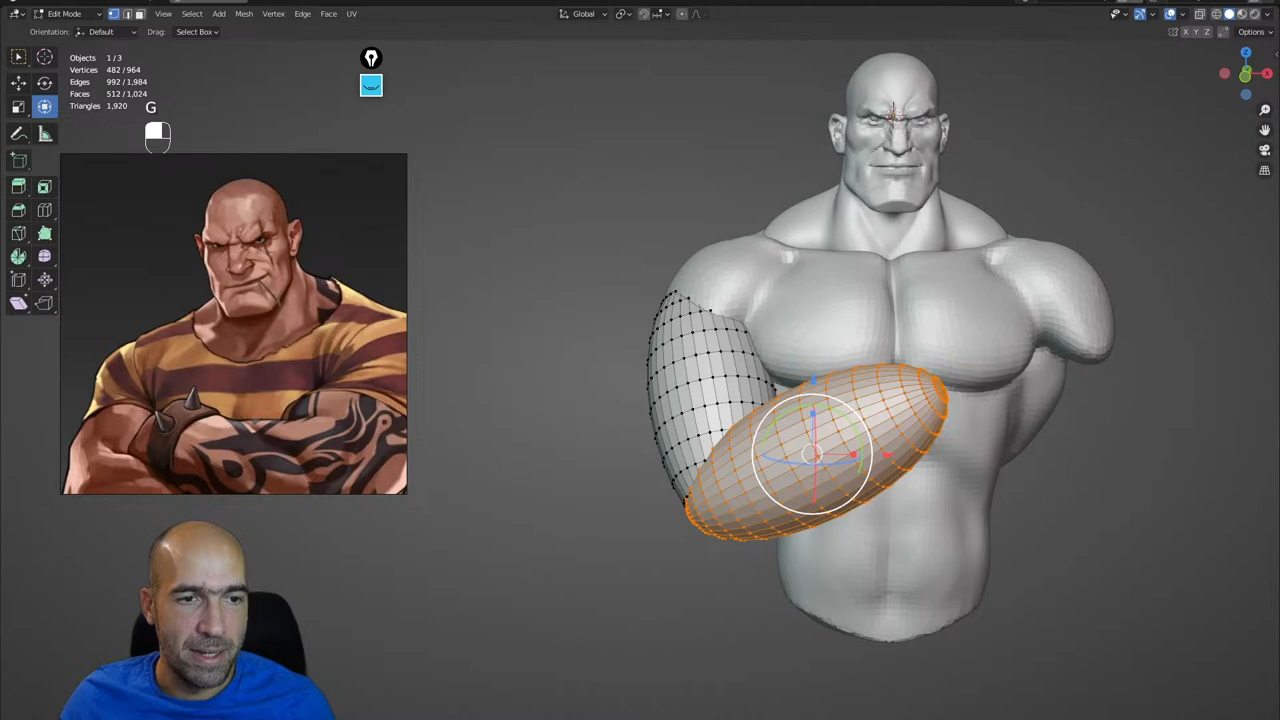 Edit Mode View Select Add Mesh Vertex Edge Face UV Global
Orientation: Default Drag: Select Box X Y Z Options
Objects 1/3
Vertices 482 / 964
Edges 992 / 1,984
Faces 512 / 1,024
Triangles 1,920
G
Z